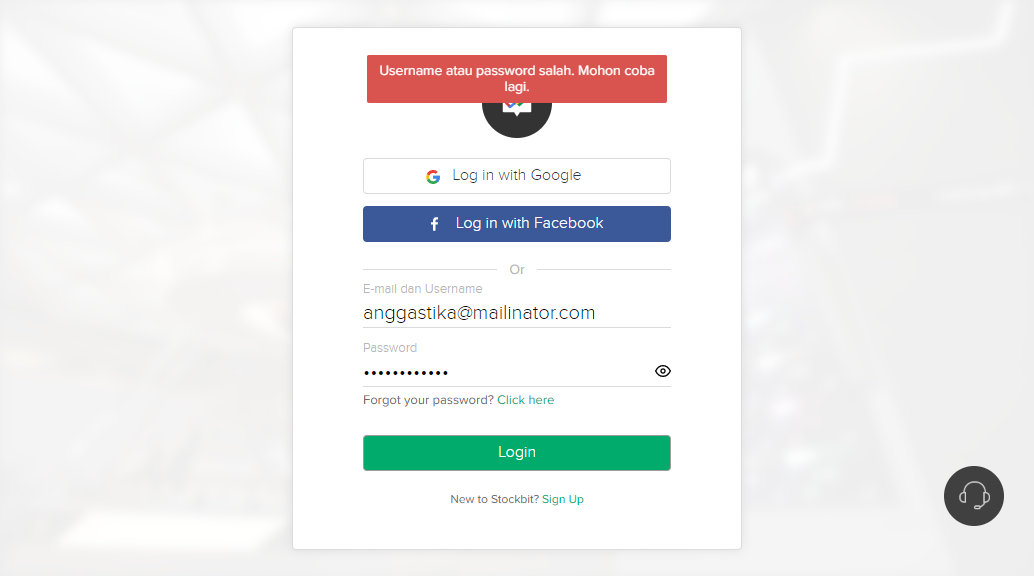 Username atau password salah. Mohon coba
lagi.
Log in with Google
Log in with Facebook
Or
E-mail dan Username
anggastika@mailinator.com
Password
••••••••••••
Forgot your password? Click here
Login
New to Stockbit? Sign Up